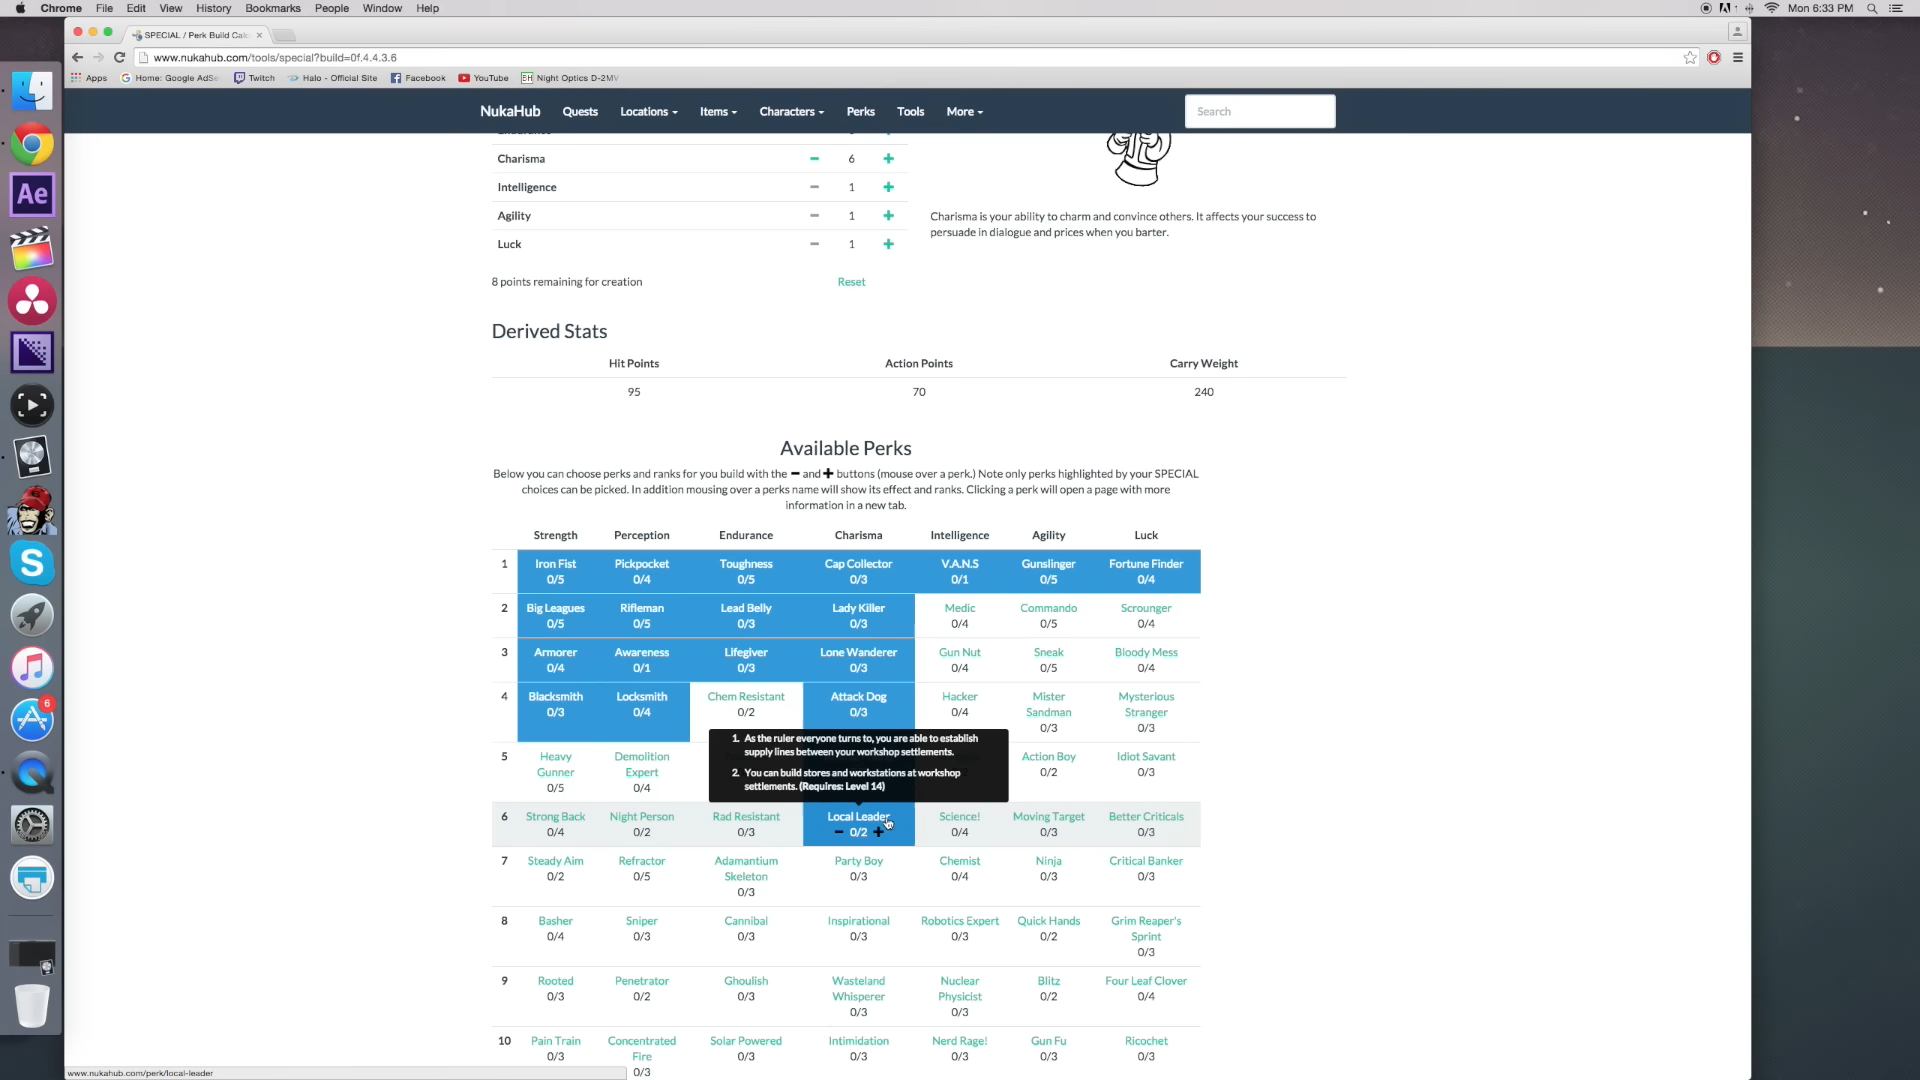 Chrome File Edit View History Bookmarks People Window Help
Mon 6:33 PM
SPECIAL / Perk Build Calc
www.nukahub.com/tools/special?build=0f.4.4.3.6
Apps Home: Google AdSe Twitch Halo - Official Site Facebook YouTube BH Night Optics D-2MV
NukaHub Quests Locations Items Characters Perks Tools More Search
Endurance
Charisma 6
Intelligence 1
Agility 1
Luck 1
Charisma is your ability to charm and convince others. It affects your success to
persuade in dialogue and prices when you barter.
8 points remaining for creation Reset
Derived Stats
Hit Points Action Points Carry Weight
95 70 240
Available Perks
Below you can choose perks and ranks for you build with the − and + buttons (mouse over a perk.) Note only perks highlighted by your SPECIAL
choices can be picked. In addition mousing over a perks name will show its effect and ranks. Clicking a perk will open a page with more
information in a new tab.
Strength Perception Endurance Charisma Intelligence Agility Luck
1 Iron Fist Pickpocket Toughness Cap Collector V.A.N.S Gunslinger Fortune Finder
0/5 0/4 0/5 0/3 0/1 0/5 0/4
2 Big Leagues Rifleman Lead Belly Lady Killer Medic Commando Scrounger
0/5 0/5 0/3 0/3 0/4 0/5 0/4
3 Armorer Awareness Lifegiver Lone Wanderer Gun Nut Sneak Bloody Mess
0/4 0/1 0/3 0/3 0/4 0/5 0/4
4 Blacksmith Locksmith Chem Resistant Attack Dog Hacker Mister Mysterious
0/3 0/4 0/2 0/3 0/4 Sandman Stranger
0/3 0/3
1. As the ruler everyone turns to, you are able to establish
supply lines between your workshop settlements.
2. You can build stores and workstations at workshop
settlements. (Requires: Level 14)
5 Heavy Demolition Action Boy Idiot Savant
Gunner Expert 0/2 0/3
0/5 0/4
6 Strong Back Night Person Rad Resistant Local Leader Science! Moving Target Better Criticals
0/4 0/2 0/3 − 0/2 + 0/4 0/3 0/3
7 Steady Aim Refractor Adamantium Party Boy Chemist Ninja Critical Banker
0/2 0/5 Skeleton 0/3 0/4 0/3 0/3
0/3
8 Basher Sniper Cannibal Inspirational Robotics Expert Quick Hands Grim Reaper's
0/4 0/3 0/3 0/3 0/3 0/2 Sprint
0/3
9 Rooted Penetrator Ghoulish Wasteland Nuclear Blitz Four Leaf Clover
0/3 0/2 0/3 Whisperer Physicist 0/2 0/4
0/3 0/3
10 Pain Train Concentrated Solar Powered Intimidation Nerd Rage! Gun Fu Ricochet
0/3 Fire 0/3 0/3 0/3 0/3 0/3
0/3
www.nukahub.com/perk/local-leader
Ae
S
6